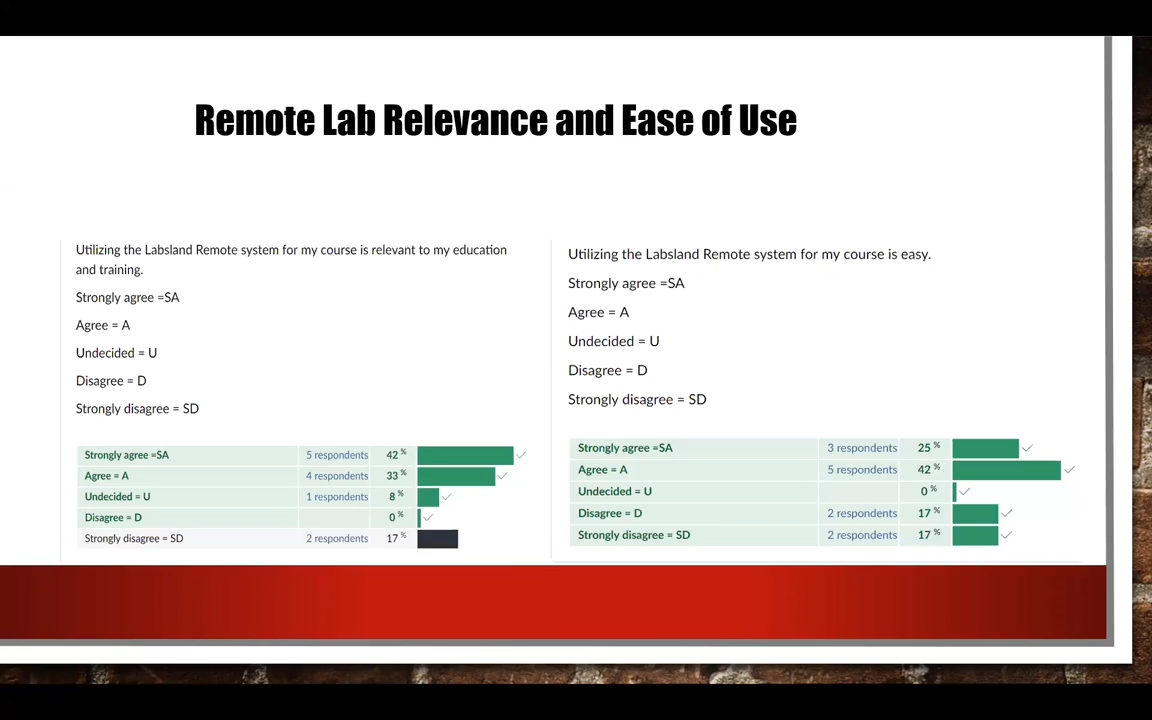 Remote Lab Relevance and Ease of Use
Utilizing the Labsland Remote system for my course is relevant to my education
and training.
Strongly agree =SA
Agree = A
Undecided = U
Disagree = D
Strongly disagree = SD
Strongly agree =SA 5 respondents 42 %
Agree = A 4 respondents 33 %
Undecided = U 1 respondents 8 %
Disagree = D 0 %
Strongly disagree = SD 2 respondents 17 %
Utilizing the Labsland Remote system for my course is easy.
Strongly agree =SA
Agree = A
Undecided = U
Disagree = D
Strongly disagree = SD
Strongly agree =SA 3 respondents 25 %
Agree = A 5 respondents 42 %
Undecided = U 0 %
Disagree = D 2 respondents 17 %
Strongly disagree = SD 2 respondents 17 %